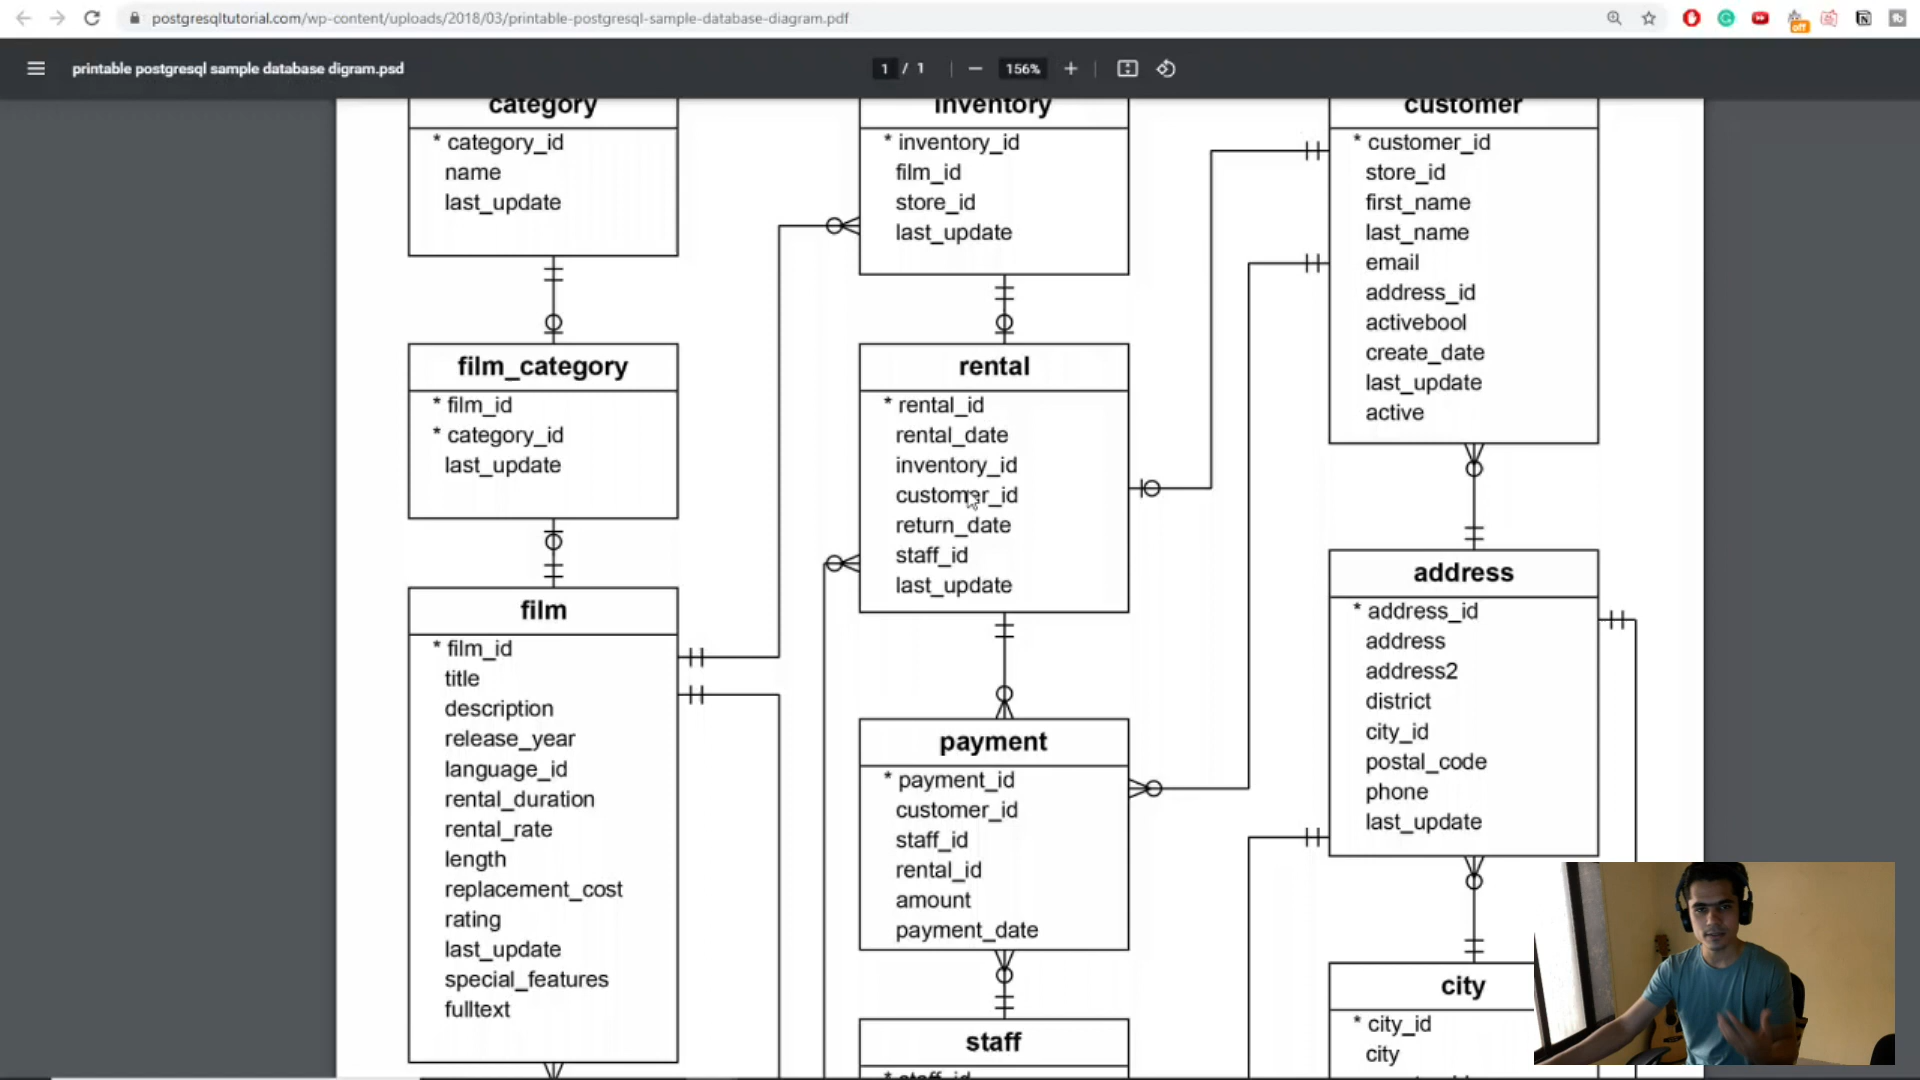 postgresqltutorial.com/wp-content/uploads/2018/03/printable-postgresql-sample-database-diagram.pdf
off
printable postgresql sample database digram.psd
1 / 1
156%
category
* category_id
name
last_update
film_category
* film_id
* category_id
last_update
film
* film_id
title
description
release_year
language_id
rental_duration
rental_rate
length
replacement_cost
rating
last_update
special_features
fulltext
inventory
* inventory_id
film_id
store_id
last_update
rental
* rental_id
rental_date
inventory_id
customer_id
return_date
staff_id
last_update
payment
* payment_id
customer_id
staff_id
rental_id
amount
payment_date
staff
* staff_id
customer
* customer_id
store_id
first_name
last_name
email
address_id
activebool
create_date
last_update
active
address
* address_id
address
address2
district
city_id
postal_code
phone
last_update
city
* city_id
city